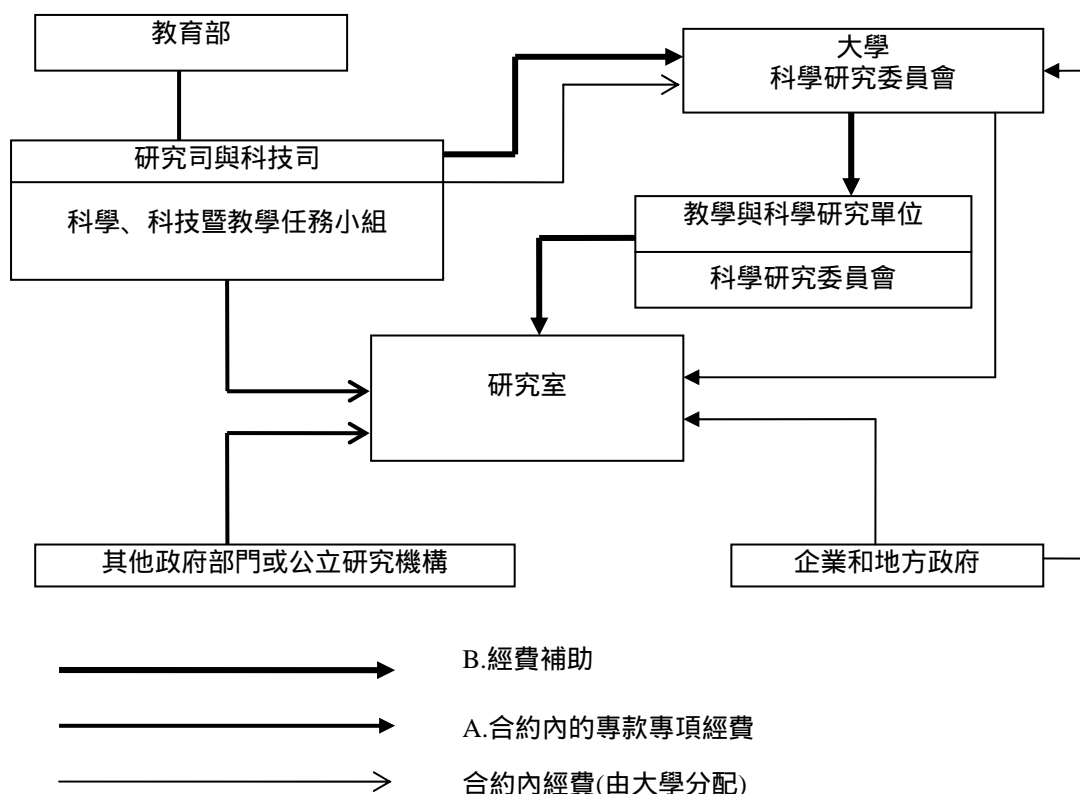 教育部
大學
科學研究委員會
研究司與科技司
科學、科技暨教學任務小組
教學與科學研究單位
科學研究委員會
研究室
其他政府部門或公立研究機構
企業和地方政府
B.經費補助
A.合約內的專款專項經費
合約內經費(由大學分配)